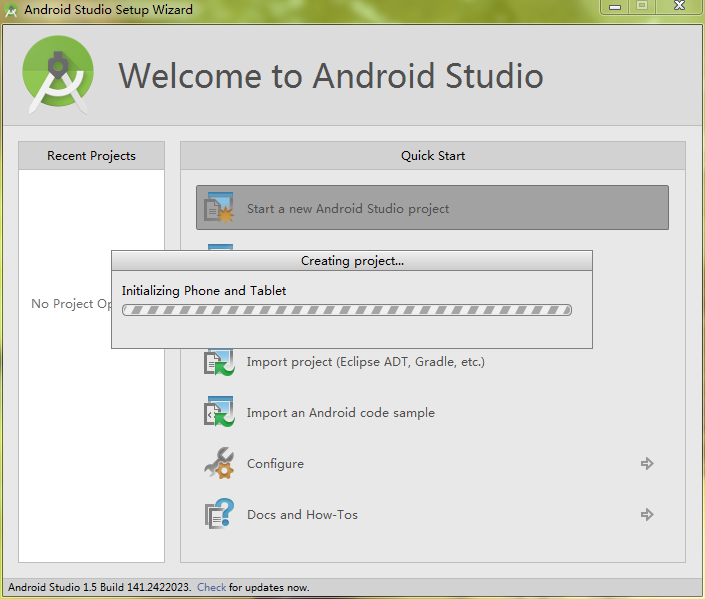 Android Studio Setup Wizard
Welcome to Android Studio
Recent Projects
Quick Start
Start a new Android Studio project
Creating project...
Initializing Phone and Tablet
No Project Op
Import project (Eclipse ADT, Gradle, etc.)
Import an Android code sample
Configure
Docs and How-Tos
Android Studio 1.5 Build 141.2422023. Check for updates now.